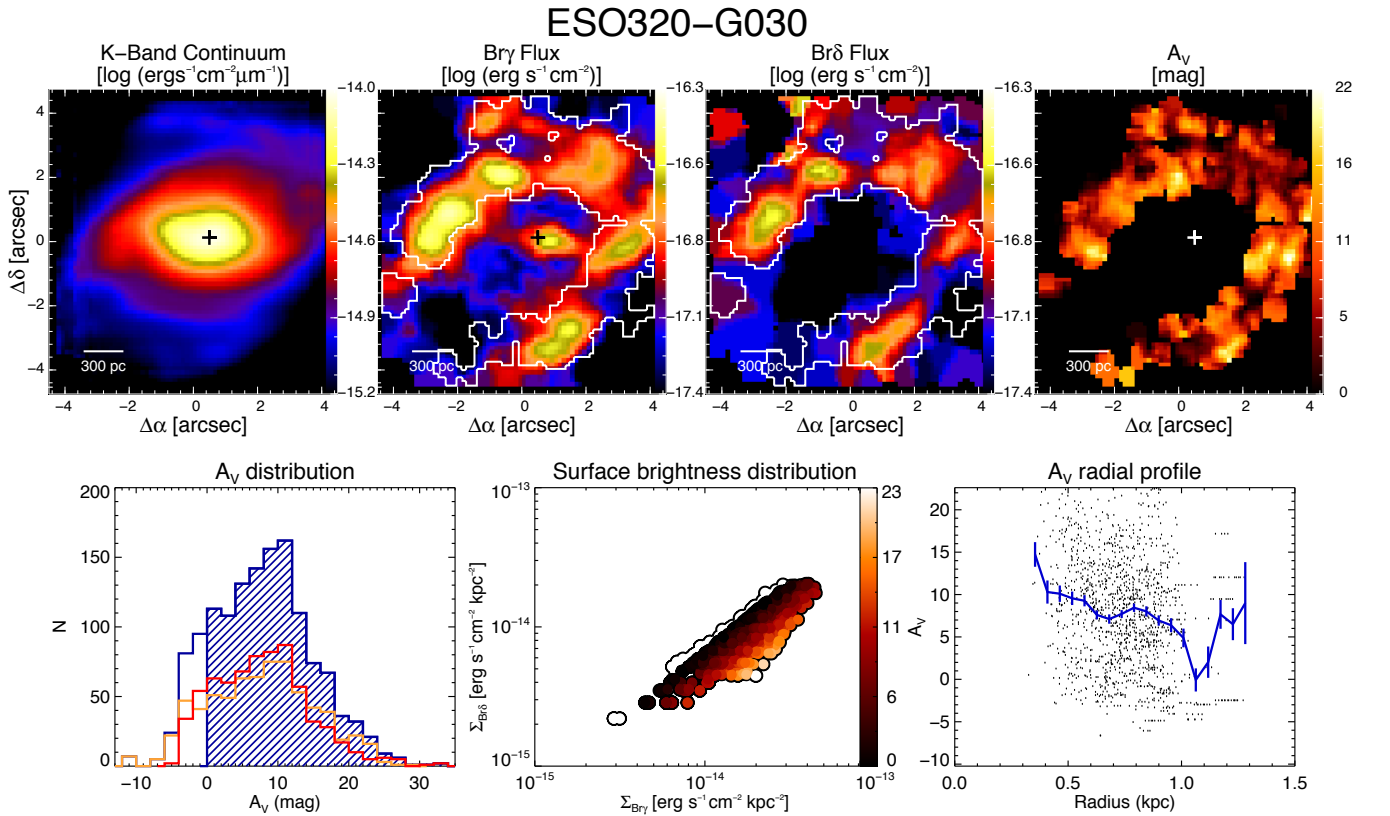 ESO320−G030
K−Band Continuum
[log (ergs⁻¹cm⁻²μm⁻¹)]
Brγ Flux
[log (erg s⁻¹cm⁻²)]
Brδ Flux
[log (erg s⁻¹cm⁻²)]
A_V
[mag]
4
2
0
−2
−4
Δδ [arcsec]
300 pc
−4 −2 0 2 4
Δα [arcsec]
−14.0
−14.3
−14.6
−14.9
−15.2
300 pc
−4 −2 0 2 4
Δα [arcsec]
−16.3
−16.6
−16.8
−17.1
−17.4
300 pc
−4 −2 0 2 4
Δα [arcsec]
−16.3
−16.6
−16.8
−17.1
−17.4
300 pc
−4 −2 0 2 4
Δα [arcsec]
22
16
11
5
0
A_V distribution
200
150
100
50
0
N
−10 0 10 20 30
A_V (mag)
Surface brightness distribution
10⁻¹³
10⁻¹⁴
10⁻¹⁵
Σ_Brδ [erg s⁻¹cm⁻² kpc⁻²]
10⁻¹⁵ 10⁻¹⁴ 10⁻¹³
Σ_Brγ [erg s⁻¹cm⁻² kpc⁻²]
23
17
11
6
0
A_V radial profile
20
15
10
5
0
−5
−10
A_V
0.0 0.5 1.0 1.5
Radius (kpc)